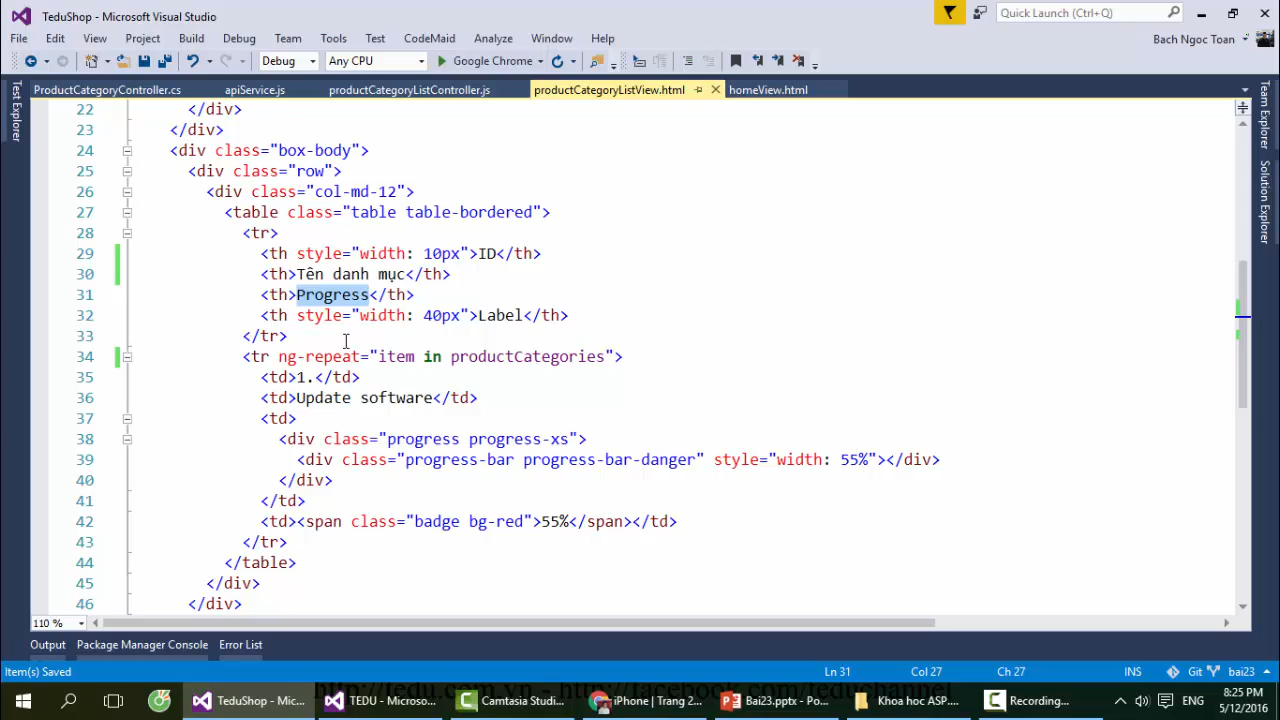 TeduShop - Microsoft Visual Studio
Quick Launch (Ctrl+Q)
File Edit View Project Build Debug Team Tools Test CodeMaid Analyze Window Help
Bach Ngoc Toan
Debug Any CPU Google Chrome
Test Explorer
ProductCategoryController.cs apiService.js productCategoryListController.js productCategoryListView.html homeView.html
Team Explorer
Solution Explorer
22 </div>
23 </div>
24 <div class="box-body">
25 <div class="row">
26 <div class="col-md-12">
27 <table class="table table-bordered">
28 <tr>
29 <th style="width: 10px">ID</th>
30 <th>Tên danh mục</th>
31 <th>Progress</th>
32 <th style="width: 40px">Label</th>
33 </tr>
34 <tr ng-repeat="item in productCategories">
35 <td>1.</td>
36 <td>Update software</td>
37 <td>
38 <div class="progress progress-xs">
39 <div class="progress-bar progress-bar-danger" style="width: 55%"></div>
40 </div>
41 </td>
42 <td><span class="badge bg-red">55%</span></td>
43 </tr>
44 </table>
45 </div>
46 </div>
110 %
Output Package Manager Console Error List
Item(s) Saved Ln 31 Col 27 Ch 27 INS Git bai23
http://tedu.com.vn - http://facebook.com/teduchannel
TeduShop - Mic... TEDU - Microso... Camtasia Studi... iPhone | Trang 2... Bai23.pptx - Po... Khoa hoc ASP.... Recording... ENG 8:25 PM
5/12/2016